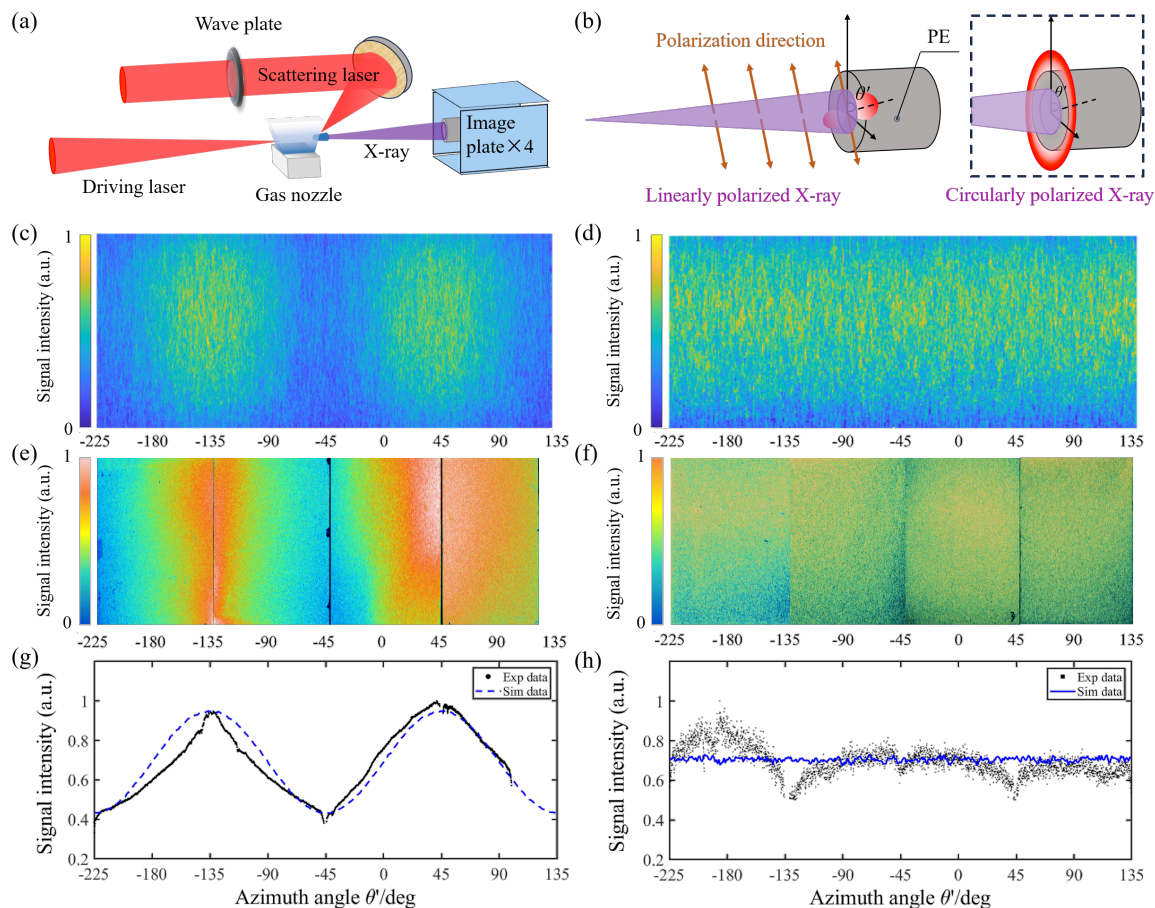 (a)
Wave plate
Scattering laser
Driving laser
Gas nozzle
X-ray
Image
plate×4
(b)
Polarization direction
PE
θ'
θ'
Linearly polarized X-ray
Circularly polarized X-ray
(c)
Signal intensity (a.u.)
1
0
-225 -180 -135 -90 -45 0 45 90 135
(d)
Signal intensity (a.u.)
1
0
-225 -180 -135 -90 -45 0 45 90 135
(e)
Signal intensity (a.u.)
1
0
-225 -180 -135 -90 -45 0 45 90 135
(f)
Signal intensity (a.u.)
1
0
-225 -180 -135 -90 -45 0 45 90 135
(g)
Signal intensity (a.u.)
1
0.8
0.6
0.4
0.2
Exp data
Sim data
-225 -180 -135 -90 -45 0 45 90 135
Azimuth angle θ'/deg
(h)
Signal intensity (a.u.)
1
0.8
0.6
0.4
0.2
Exp data
Sim data
-225 -180 -135 -90 -45 0 45 90 135
Azimuth angle θ'/deg